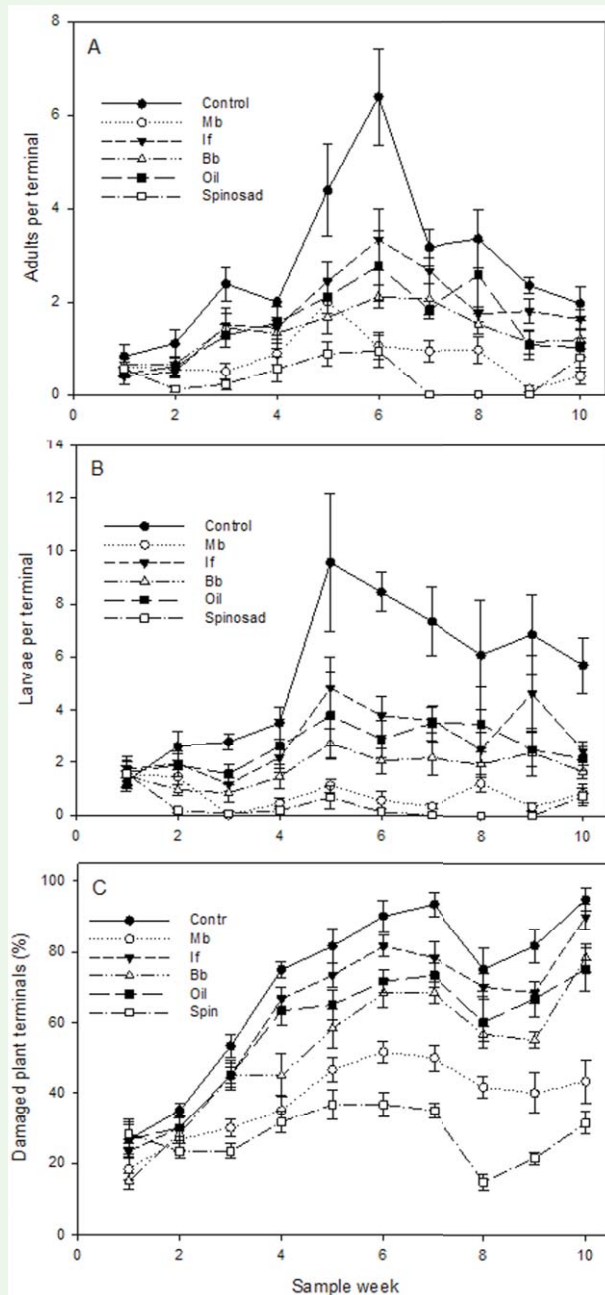 A
8
6
4
2
0
Adults per terminal
Control
Mb
If
Bb
Oil
Spinosad
0 2 4 6 8 10
B
14
12
10
8
6
4
2
0
Larvae per terminal
Control
Mb
If
Bb
Oil
Spinosad
0 2 4 6 8 10
C
100
80
60
40
20
0
Damaged plant terminals (%)
Contr
Mb
If
Bb
Oil
Spin
0 2 4 6 8 10
Sample week